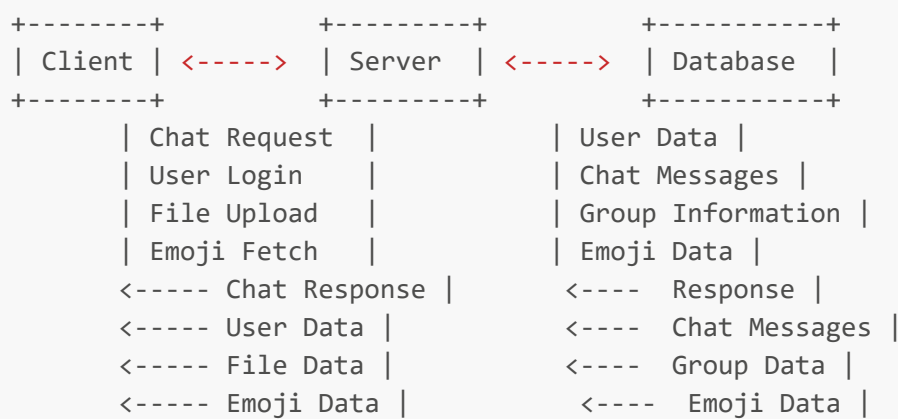 +--------+          +---------+          +-----------+
| Client | <-----> | Server  | <-----> | Database  |
+--------+          +---------+          +-----------+
       | Chat Request  |            | User Data |
       | User Login    |            | Chat Messages |
       | File Upload   |            | Group Information |
       | Emoji Fetch   |            | Emoji Data |
       <----- Chat Response |       <----  Response |
       <----- User Data |           <----  Chat Messages |
       <----- File Data |           <----  Group Data |
       <----- Emoji Data |          <----  Emoji Data |